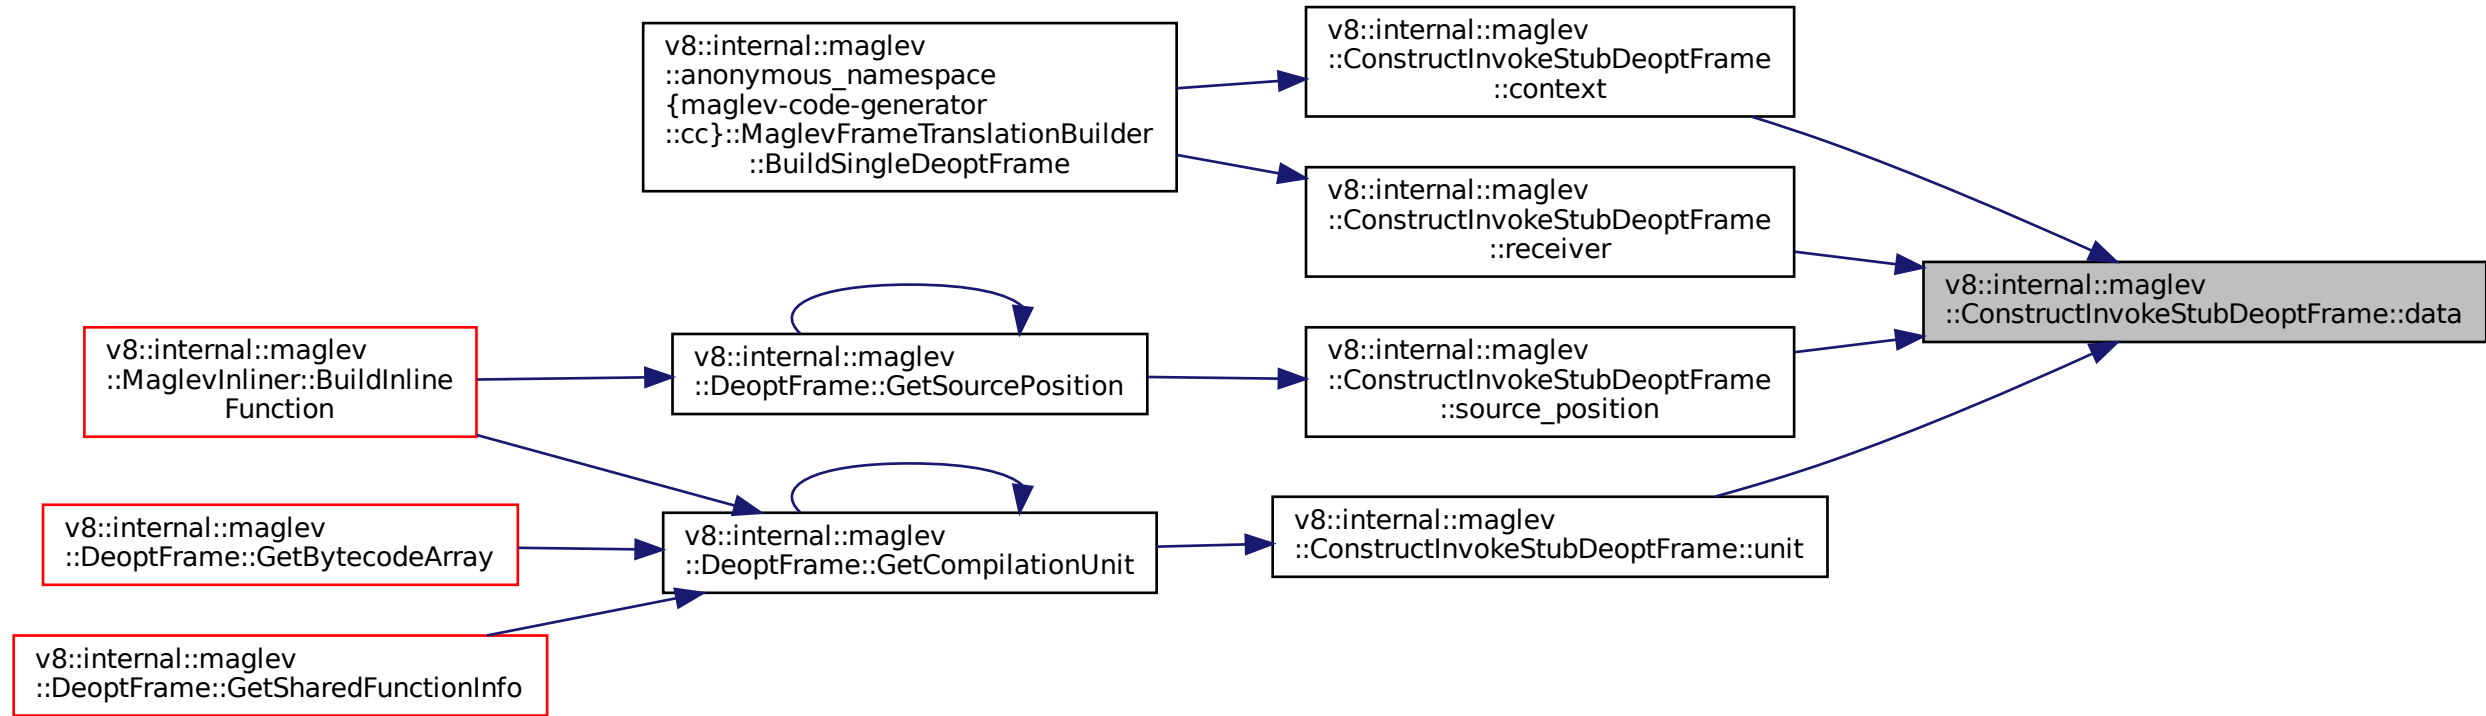 v8::internal::maglev
::anonymous_namespace
{maglev-code-generator
::cc}::MaglevFrameTranslationBuilder
::BuildSingleDeoptFrame
v8::internal::maglev
::ConstructInvokeStubDeoptFrame
::context
v8::internal::maglev
::ConstructInvokeStubDeoptFrame
::receiver
v8::internal::maglev
::ConstructInvokeStubDeoptFrame::data
v8::internal::maglev
::MaglevInliner::BuildInline
Function
v8::internal::maglev
::DeoptFrame::GetSourcePosition
v8::internal::maglev
::ConstructInvokeStubDeoptFrame
::source_position
v8::internal::maglev
::DeoptFrame::GetBytecodeArray
v8::internal::maglev
::DeoptFrame::GetCompilationUnit
v8::internal::maglev
::ConstructInvokeStubDeoptFrame::unit
v8::internal::maglev
::DeoptFrame::GetSharedFunctionInfo